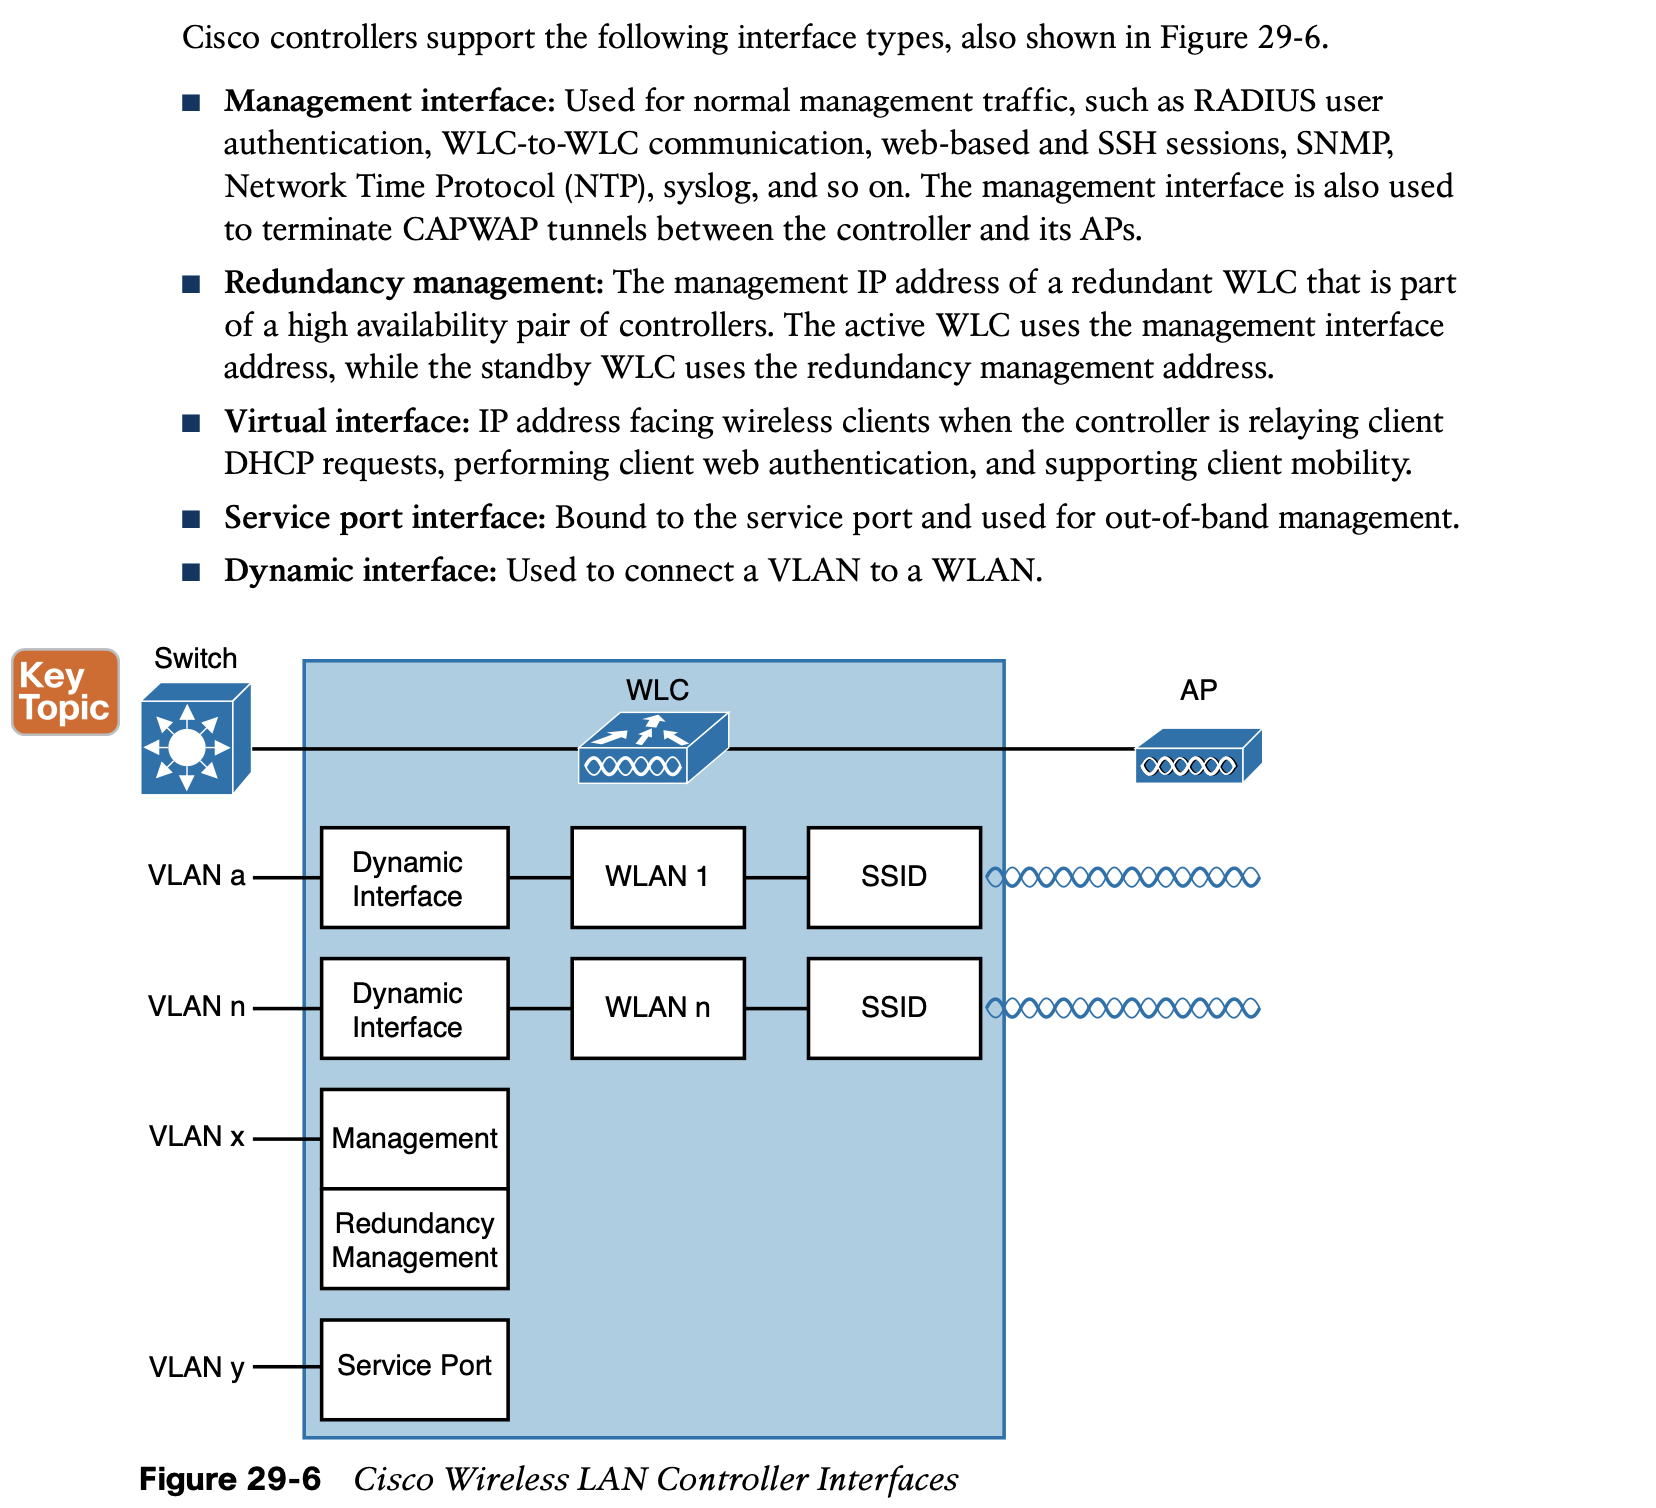 Cisco controllers support the following interface types, also shown in Figure 29-6.
■ Management interface: Used for normal management traffic, such as RADIUS user
authentication, WLC-to-WLC communication, web-based and SSH sessions, SNMP,
Network Time Protocol (NTP), syslog, and so on. The management interface is also used
to terminate CAPWAP tunnels between the controller and its APs.
■ Redundancy management: The management IP address of a redundant WLC that is part
of a high availability pair of controllers. The active WLC uses the management interface
address, while the standby WLC uses the redundancy management address.
■ Virtual interface: IP address facing wireless clients when the controller is relaying client
DHCP requests, performing client web authentication, and supporting client mobility.
■ Service port interface: Bound to the service port and used for out-of-band management.
■ Dynamic interface: Used to connect a VLAN to a WLAN.
Key
Topic
Switch
WLC
AP
VLAN a
Dynamic
Interface
WLAN 1
SSID
VLAN n
Dynamic
Interface
WLAN n
SSID
VLAN x
Management
Redundancy
Management
VLAN y
Service Port
Figure 29-6 Cisco Wireless LAN Controller Interfaces